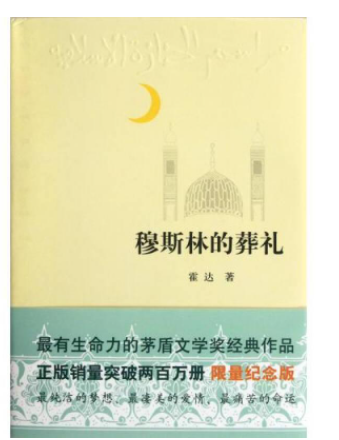 穆斯林的葬礼
霍达 著
最有生命力的茅盾文学奖经典作品
正版销量突破两百万册 限量纪念版
最纯洁的梦想、最凄美的爱情、最痛苦的命运